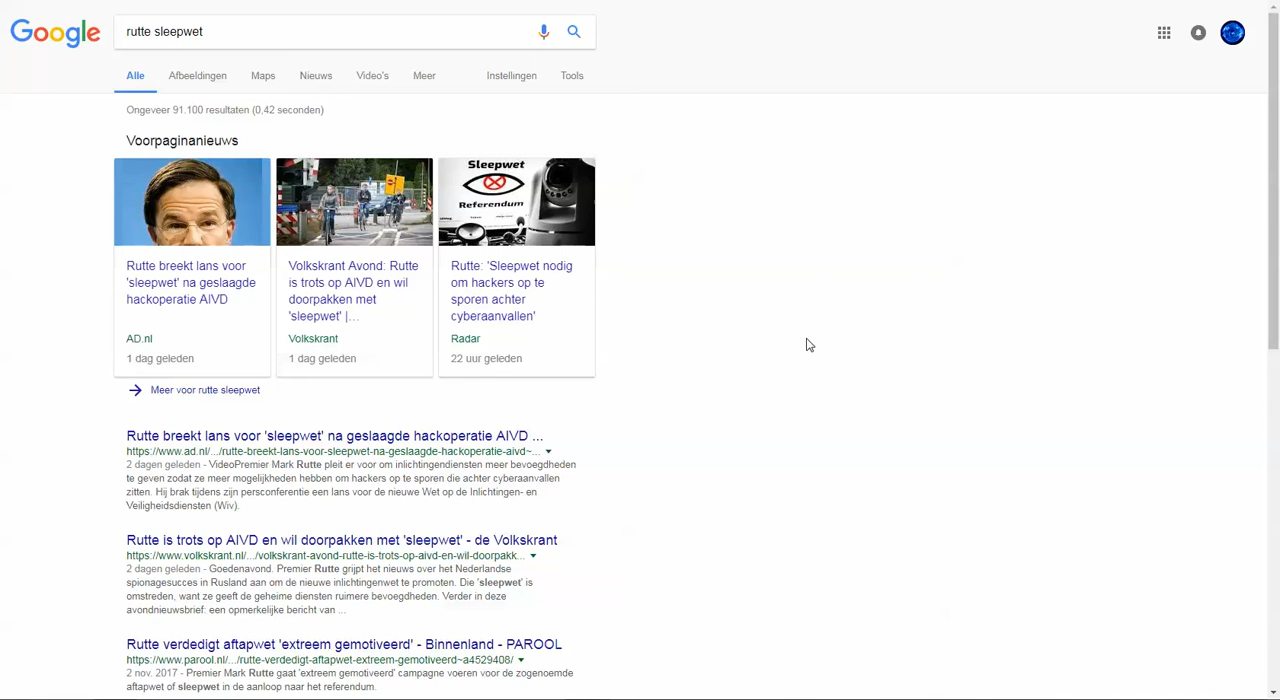 Google
rutte sleepwet
Alle Afbeeldingen Maps Nieuws Video's Meer Instellingen Tools
Ongeveer 91.100 resultaten (0,42 seconden)
Voorpaginanieuws
Sleepwet
Referendum
Rutte breekt lans voor
'sleepwet' na geslaagde
hackoperatie AIVD
AD.nl
1 dag geleden
Volkskrant Avond: Rutte
is trots op AIVD en wil
doorpakken met
'sleepwet' |...
Volkskrant
1 dag geleden
Rutte: 'Sleepwet nodig
om hackers op te
sporen achter
cyberaanvallen'
Radar
22 uur geleden
Meer voor rutte sleepwet
Rutte breekt lans voor 'sleepwet' na geslaagde hackoperatie AIVD ...
https://www.ad.nl/.../rutte-breekt-lans-voor-sleepwet-na-geslaagde-hackoperatie-aivd~...
2 dagen geleden - VideoPremier Mark Rutte pleit er voor om inlichtingendiensten meer bevoegdheden
te geven zodat ze meer mogelijkheden hebben om hackers op te sporen die achter cyberaanvallen
zitten. Hij brak tijdens zijn persconferentie een lans voor de nieuwe Wet op de Inlichtingen- en
Veiligheidsdiensten (Wiv).
Rutte is trots op AIVD en wil doorpakken met 'sleepwet' - de Volkskrant
https://www.volkskrant.nl/.../volkskrant-avond-rutte-is-trots-op-aivd-en-wil-doorpakk...
2 dagen geleden - Goedenavond. Premier Rutte grijpt het nieuws over het Nederlandse
spionagesucces in Rusland aan om de nieuwe inlichtingenwet te promoten. Die 'sleepwet' is
omstreden, want ze geeft de geheime diensten ruimere bevoegdheden. Verder in deze
avondnieuwsbrief: een opmerkelijke bericht van ...
Rutte verdedigt aftapwet 'extreem gemotiveerd' - Binnenland - PAROOL
https://www.parool.nl/.../rutte-verdedigt-aftapwet-extreem-gemotiveerd~a4529408/
2 nov. 2017 - Premier Mark Rutte gaat 'extreem gemotiveerd' campagne voeren voor de zogenoemde
aftapwet of sleepwet in de aanloop naar het referendum.